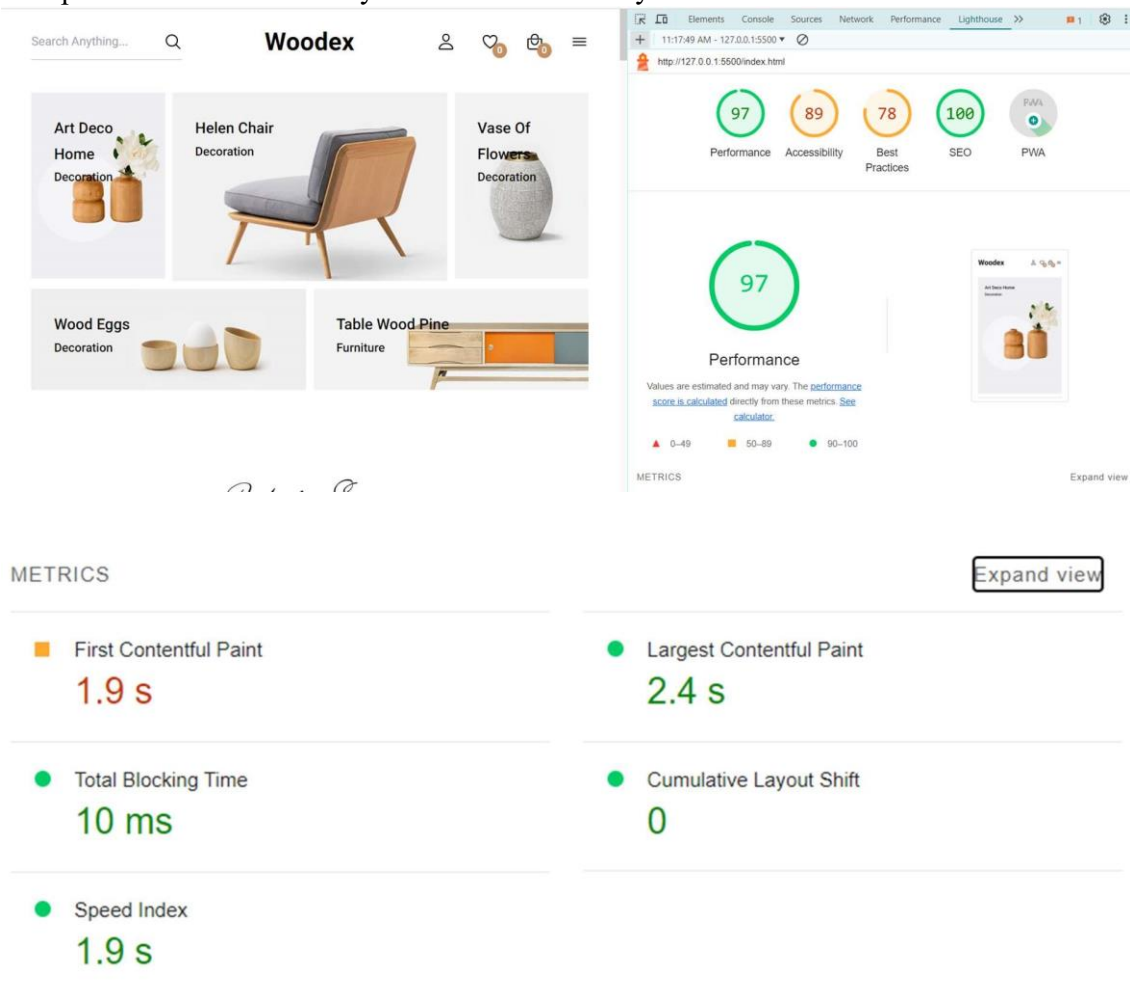 Search Anything...
Woodex
0
0
Art Deco
Home
Decoration
Helen Chair
Decoration
Vase Of
Flowers
Decoration
Wood Eggs
Decoration
Table Wood Pine
Furniture
Elements Console Sources Network Performance Lighthouse
1
11:17:49 AM - 127.0.0.1:5500
http://127.0.0.1:5500/index.html
97
Performance
89
Accessibility
78
Best
Practices
100
SEO
PWA
PWA
97
Performance
Values are estimated and may vary. The performance
score is calculated directly from these metrics. See
calculator.
0–49 50–89 90–100
Woodex
Art Deco Home
Decoration
METRICS Expand view
METRICS Expand view
First Contentful Paint
1.9 s
Largest Contentful Paint
2.4 s
Total Blocking Time
10 ms
Cumulative Layout Shift
0
Speed Index
1.9 s